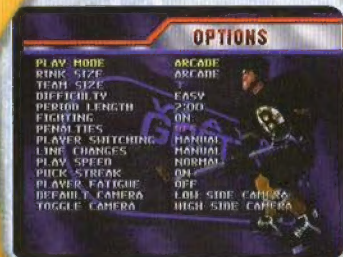 OPTIONS
PLAY MODE ARCADE
RINK SIZE ARCADE
TEAM SIZE
DIFFICULTY EASY
PERIOD LENGTH 2:00
FIGHTING ON
PENALTIES
PLAYER SWITCHING MANUAL
LINE CHANGES MANUAL
PLAY SPEED NORMAL
PUCK STREAK ON
PLAYER FATIGUE OFF
DEFAULT CAMERA LOW SIDE CAMERA
TOGGLE CAMERA HIGH SIDE CAMERA